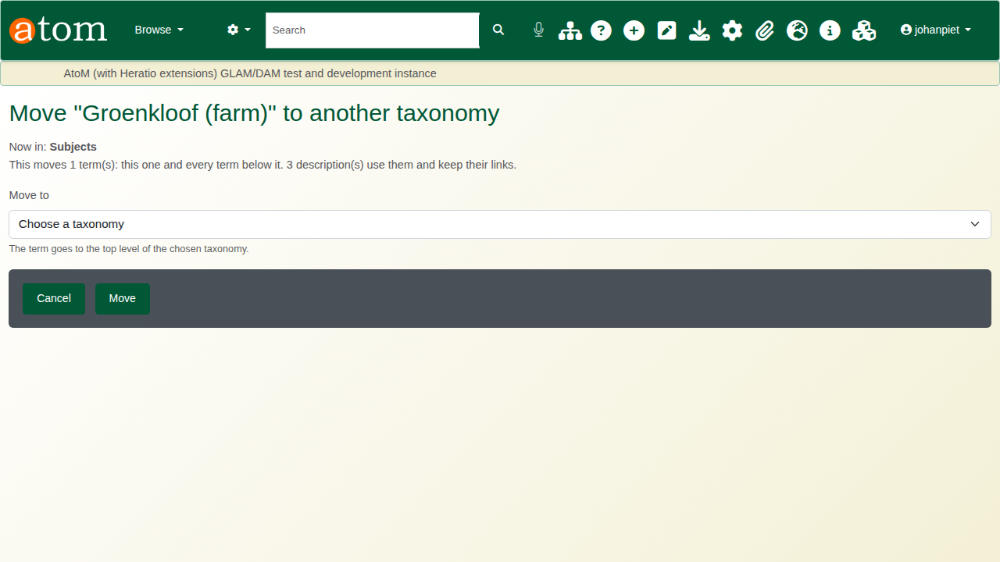 atom
Browse
Search
johanpiet
AtoM (with Heratio extensions) GLAM/DAM test and development instance
Move "Groenkloof (farm)" to another taxonomy
Now in: Subjects
This moves 1 term(s): this one and every term below it. 3 description(s) use them and keep their links.
Move to
Choose a taxonomy
The term goes to the top level of the chosen taxonomy.
Cancel
Move